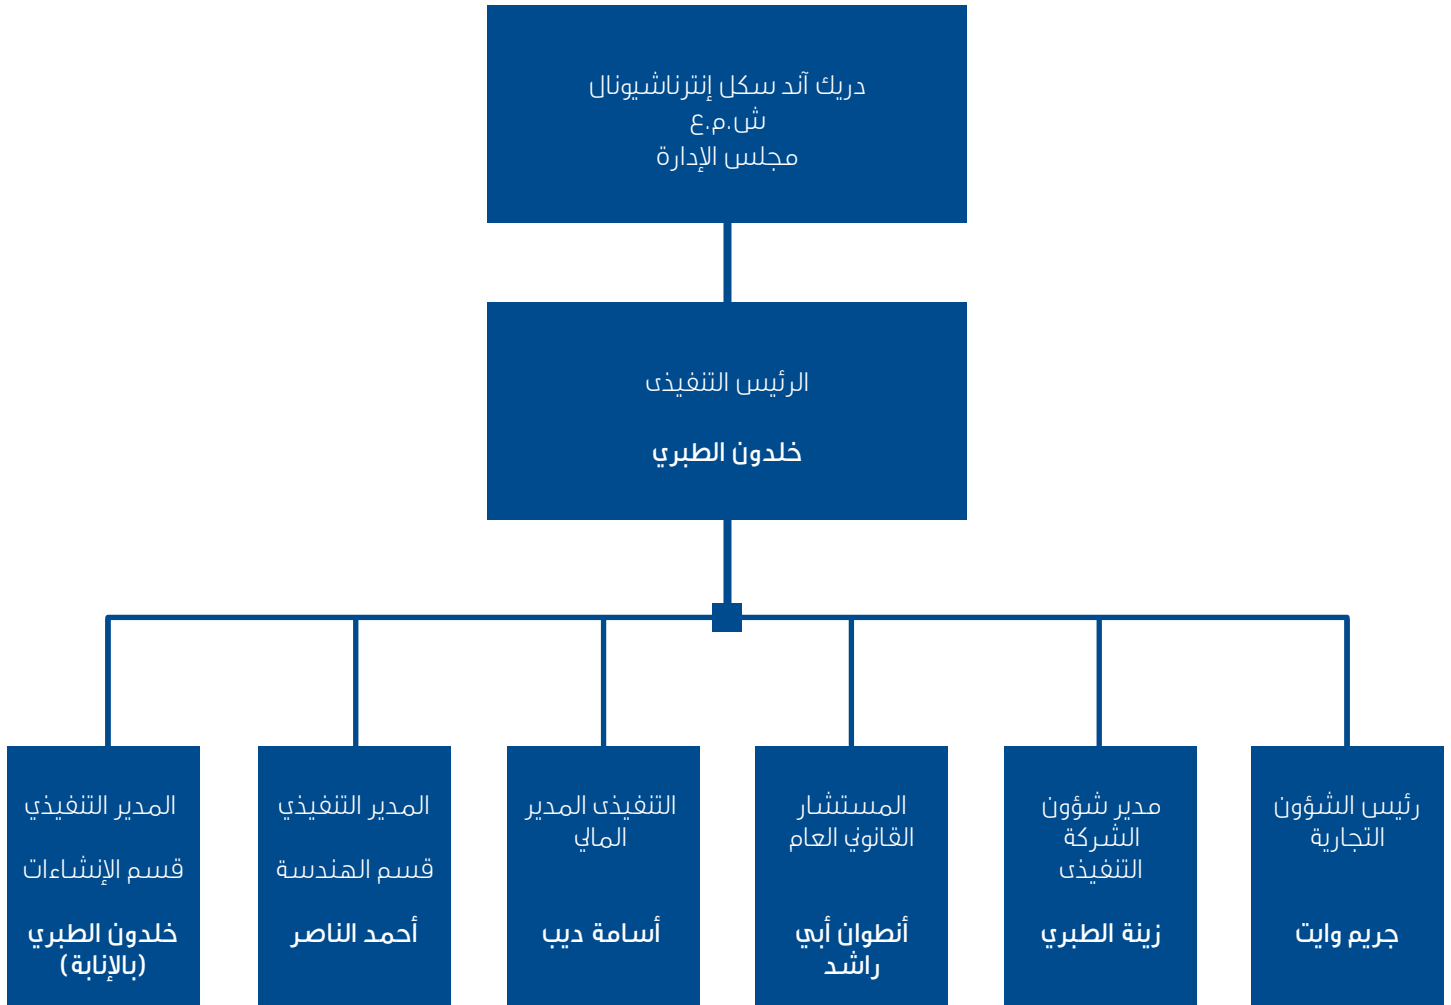 دريك آند سكل إنترناشيونال
ش.م.ع
مجلس الإدارة
الرئيس التنفيذى
خلدون الطبري
رئيس الشؤون
التجارية
جريم وايت
مدير شؤون
الشركة
التنفيذى
زينة الطبري
المستشار
القانوني العام
أنطوان أبي
راشد
التنفيذى المدير
المالي
أسامة ديب
المدير التنفيذي
قسم الهندسة
أحمد الناصر
المدير التنفيذي
قسم الإنشاءات
خلدون الطبري
(بالإنابة)